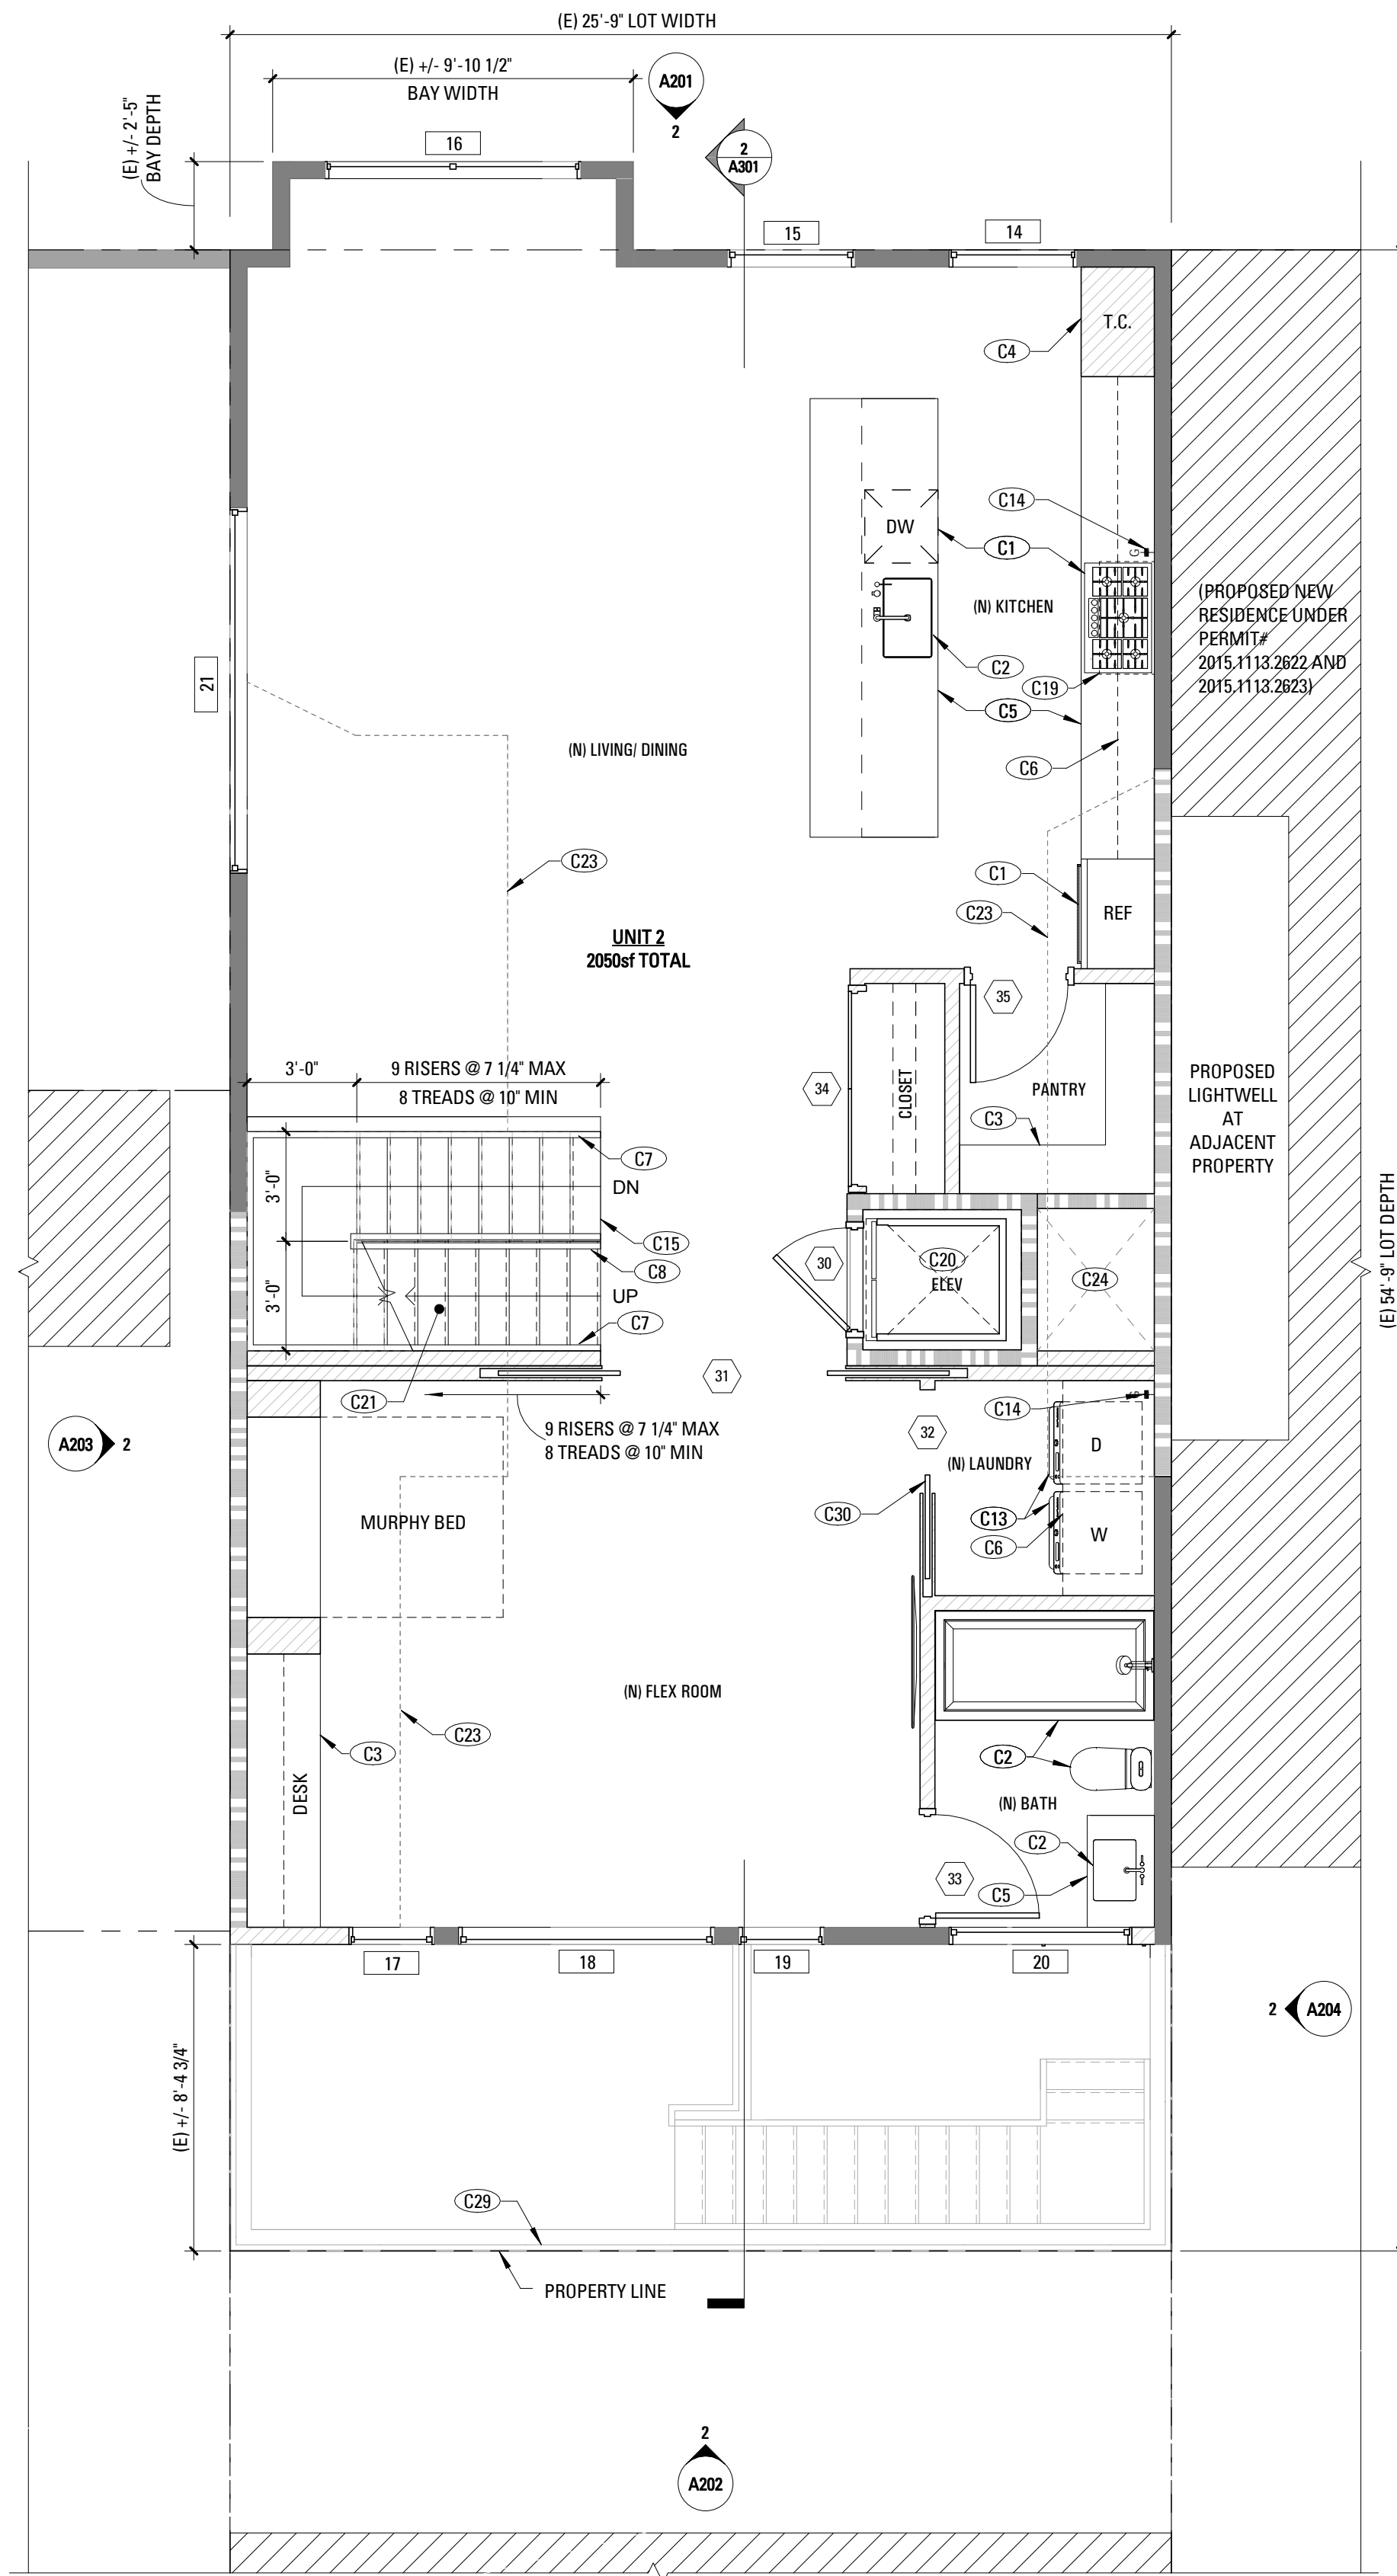 (E) 25'-9" LOT WIDTH
(E) +/- 9'-10 1/2"
BAY WIDTH
A201
2
(E) +/- 2'-5"
BAY DEPTH
16
2
A301
15
14
T.C.
C4
C14
G
DW
C1
(N) KITCHEN
(PROPOSED NEW
RESIDENCE UNDER
PERMIT#
2015.1113.2622 AND
2015.1113.2623)
C2
C19
21
C5
(N) LIVING/ DINING
C6
C23
C1
C23
REF
UNIT 2
2050sf TOTAL
35
3'-0"
9 RISERS @ 7 1/4" MAX
8 TREADS @ 10" MIN
34
CLOSET
PANTRY
C3
PROPOSED
LIGHTWELL
AT
ADJACENT
PROPERTY
C7
3'-0"
DN
C15
C8
30
C20
ELEV
C24
(E) 54'-9" LOT DEPTH
3'-0"
UP
C7
31
C21
C14
9 RISERS @ 7 1/4" MAX
8 TREADS @ 10" MIN
32
A203
2
D
(N) LAUNDRY
MURPHY BED
C30
C13
W
C6
(N) FLEX ROOM
C23
C3
C2
DESK
(N) BATH
C2
33
C5
17
18
19
20
2
A204
(E) +/- 8'-4 3/4"
C29
PROPERTY LINE
2
A202